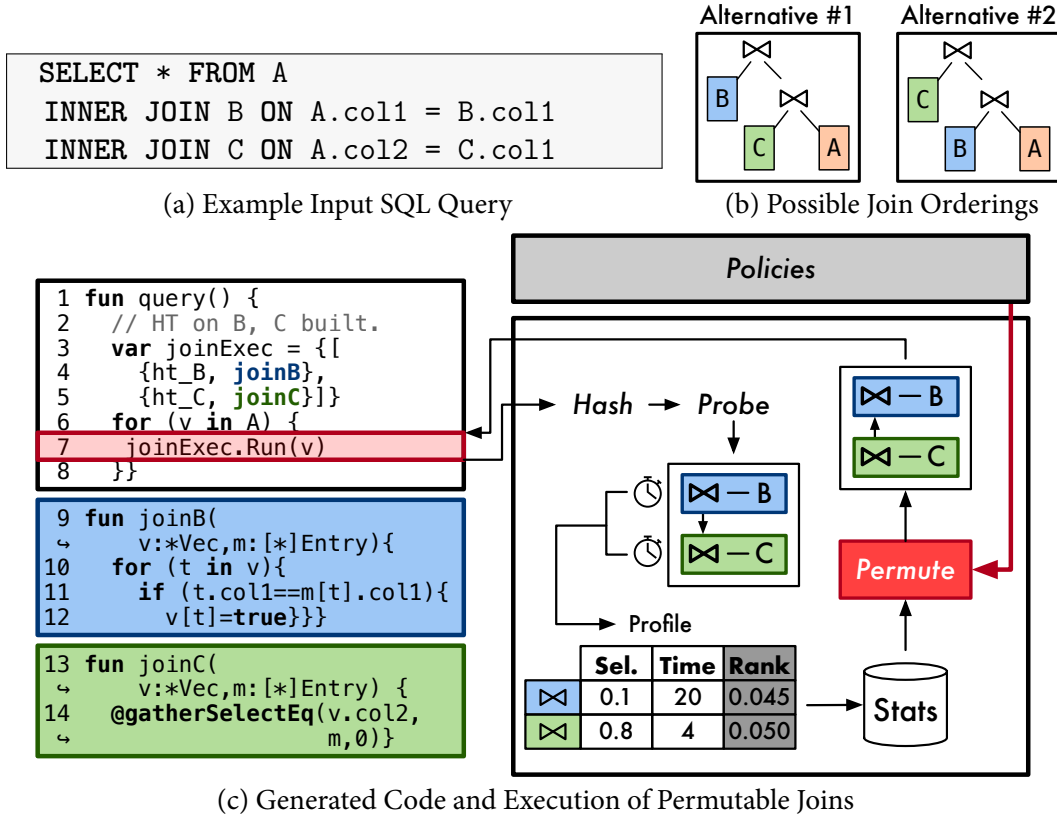 SELECT * FROM A
INNER JOIN B ON A.col1 = B.col1
INNER JOIN C ON A.col2 = C.col1
(a) Example Input SQL Query
Alternative #1
B
C
A
Alternative #2
C
B
A
(b) Possible Join Orderings
1 fun query() {
2 // HT on B, C built.
3 var joinExec = {[
4 {ht_B, joinB},
5 {ht_C, joinC}]}
6 for (v in A) {
7 joinExec.Run(v)
8 }}
9 fun joinB(
↪ v:*Vec,m:[*]Entry){
10 for (t in v){
11 if (t.col1==m[t].col1){
12 v[t]=true}}}
13 fun joinC(
↪ v:*Vec,m:[*]Entry) {
14 @gatherSelectEq(v.col2,
↪ m,0)}
Policies
Hash
Probe
⋈ — B
⋈ — C
⋈ — B
⋈ — C
Permute
Profile
Sel. Time Rank
⋈ 0.1 20 0.045
⋈ 0.8 4 0.050
Stats
(c) Generated Code and Execution of Permutable Joins